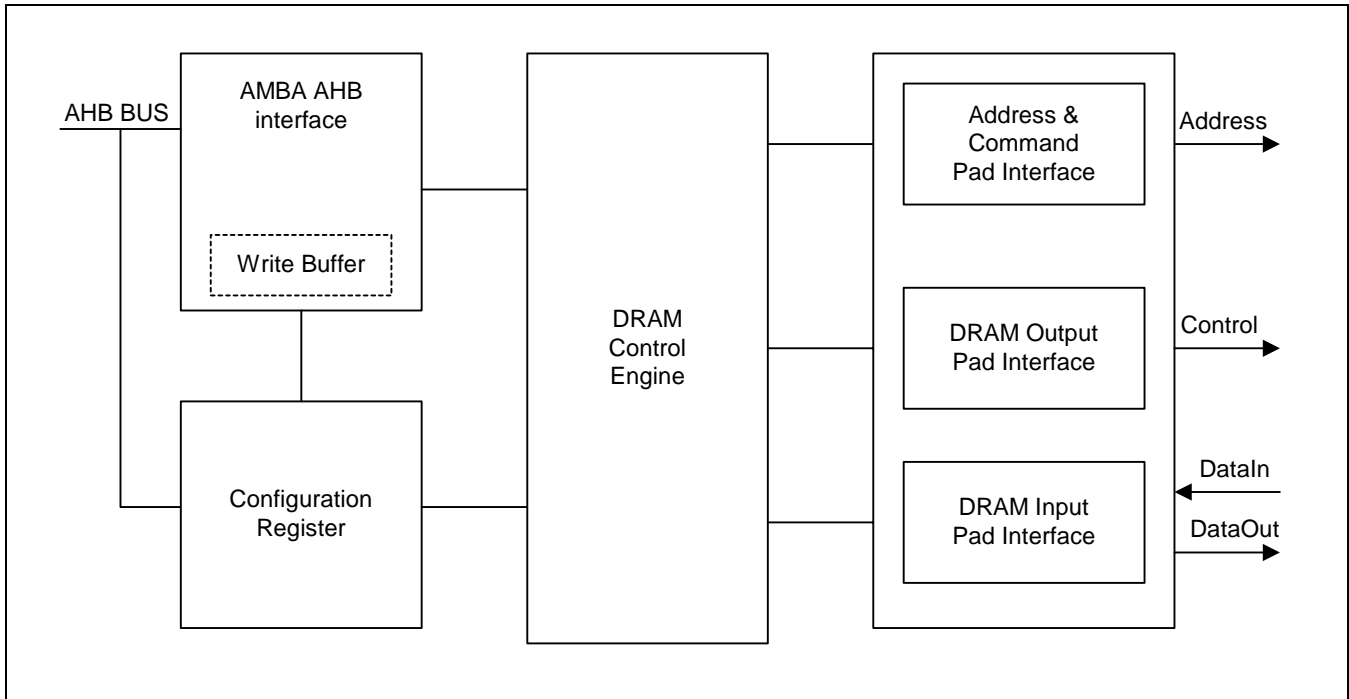 AHB BUS
AMBA AHB
interface
Write Buffer
Configuration
Register
DRAM
Control
Engine
Address &
Command
Pad Interface
DRAM Output
Pad Interface
DRAM Input
Pad Interface
Address
Control
DataIn
DataOut